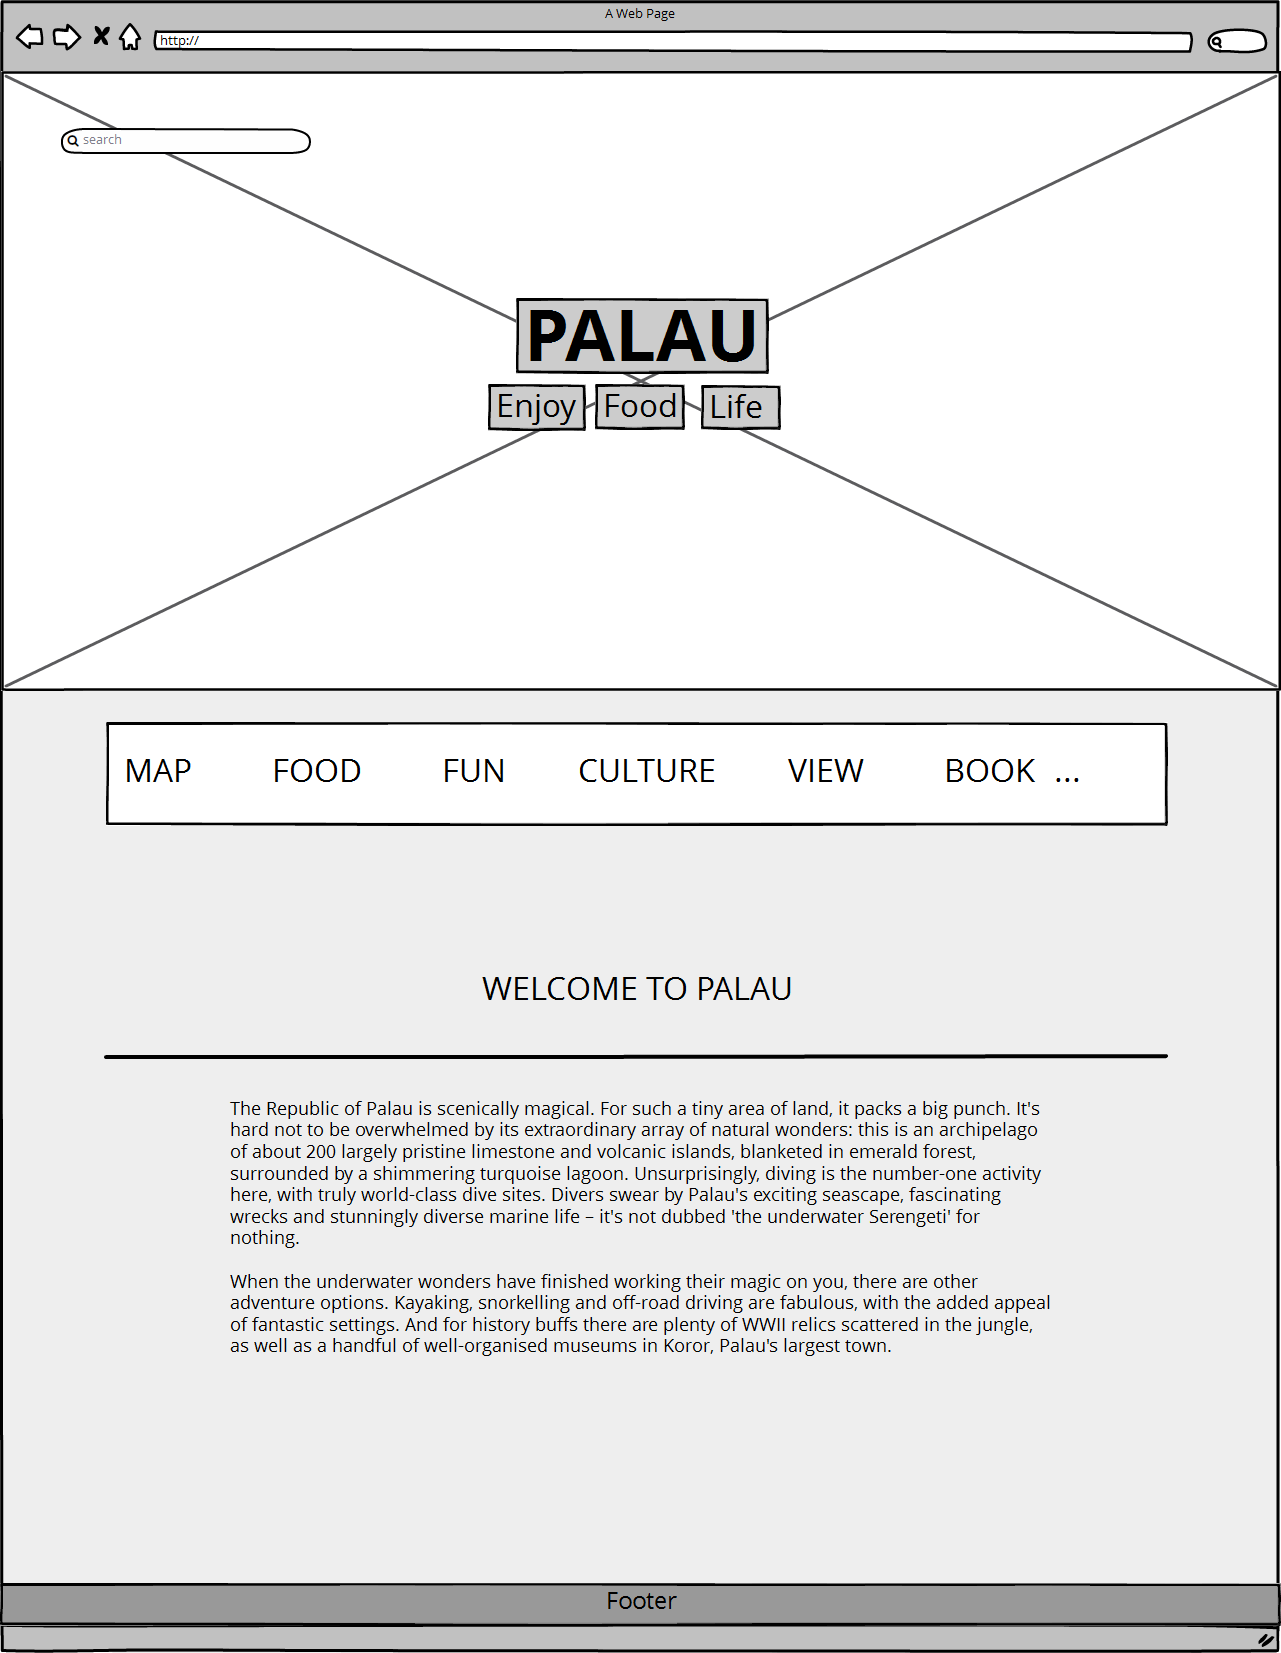 A Web Page
http://
search
PALAU
Enjoy Food Life
MAP FOOD FUN CULTURE VIEW BOOK ...
WELCOME TO PALAU
The Republic of Palau is scenically magical. For such a tiny area of land, it packs a big punch. It's
hard not to be overwhelmed by its extraordinary array of natural wonders: this is an archipelago
of about 200 largely pristine limestone and volcanic islands, blanketed in emerald forest,
surrounded by a shimmering turquoise lagoon. Unsurprisingly, diving is the number-one activity
here, with truly world-class dive sites. Divers swear by Palau's exciting seascape, fascinating
wrecks and stunningly diverse marine life – it's not dubbed 'the underwater Serengeti' for
nothing.
When the underwater wonders have finished working their magic on you, there are other
adventure options. Kayaking, snorkelling and off-road driving are fabulous, with the added appeal
of fantastic settings. And for history buffs there are plenty of WWII relics scattered in the jungle,
as well as a handful of well-organised museums in Koror, Palau's largest town.
Footer